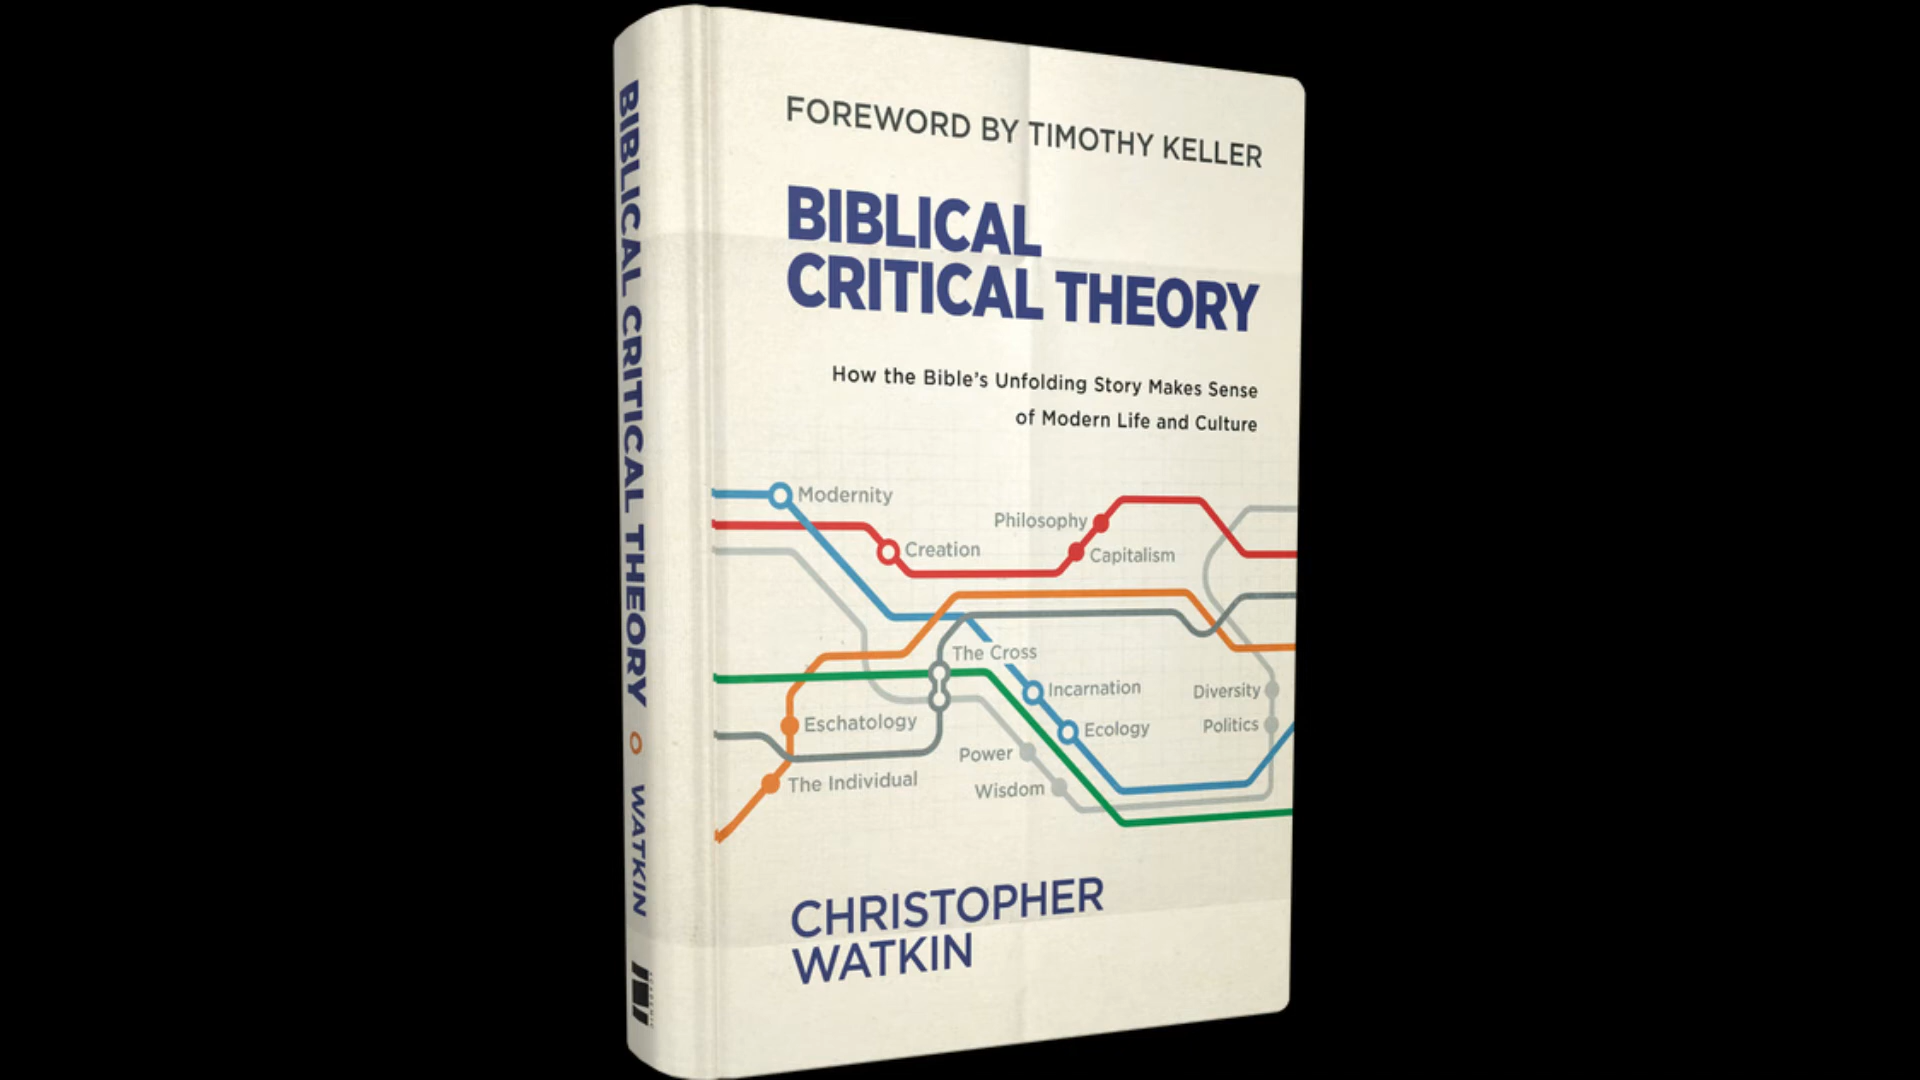 BIBLICAL CRITICAL THEORY WATKIN
FOREWORD BY TIMOTHY KELLER
BIBLICAL
CRITICAL THEORY
How the Bible's Unfolding Story Makes Sense
of Modern Life and Culture
Modernity
Philosophy
Creation
Capitalism
The Cross
Incarnation
Diversity
Eschatology
Ecology
Politics
Power
The Individual
Wisdom
CHRISTOPHER
WATKIN